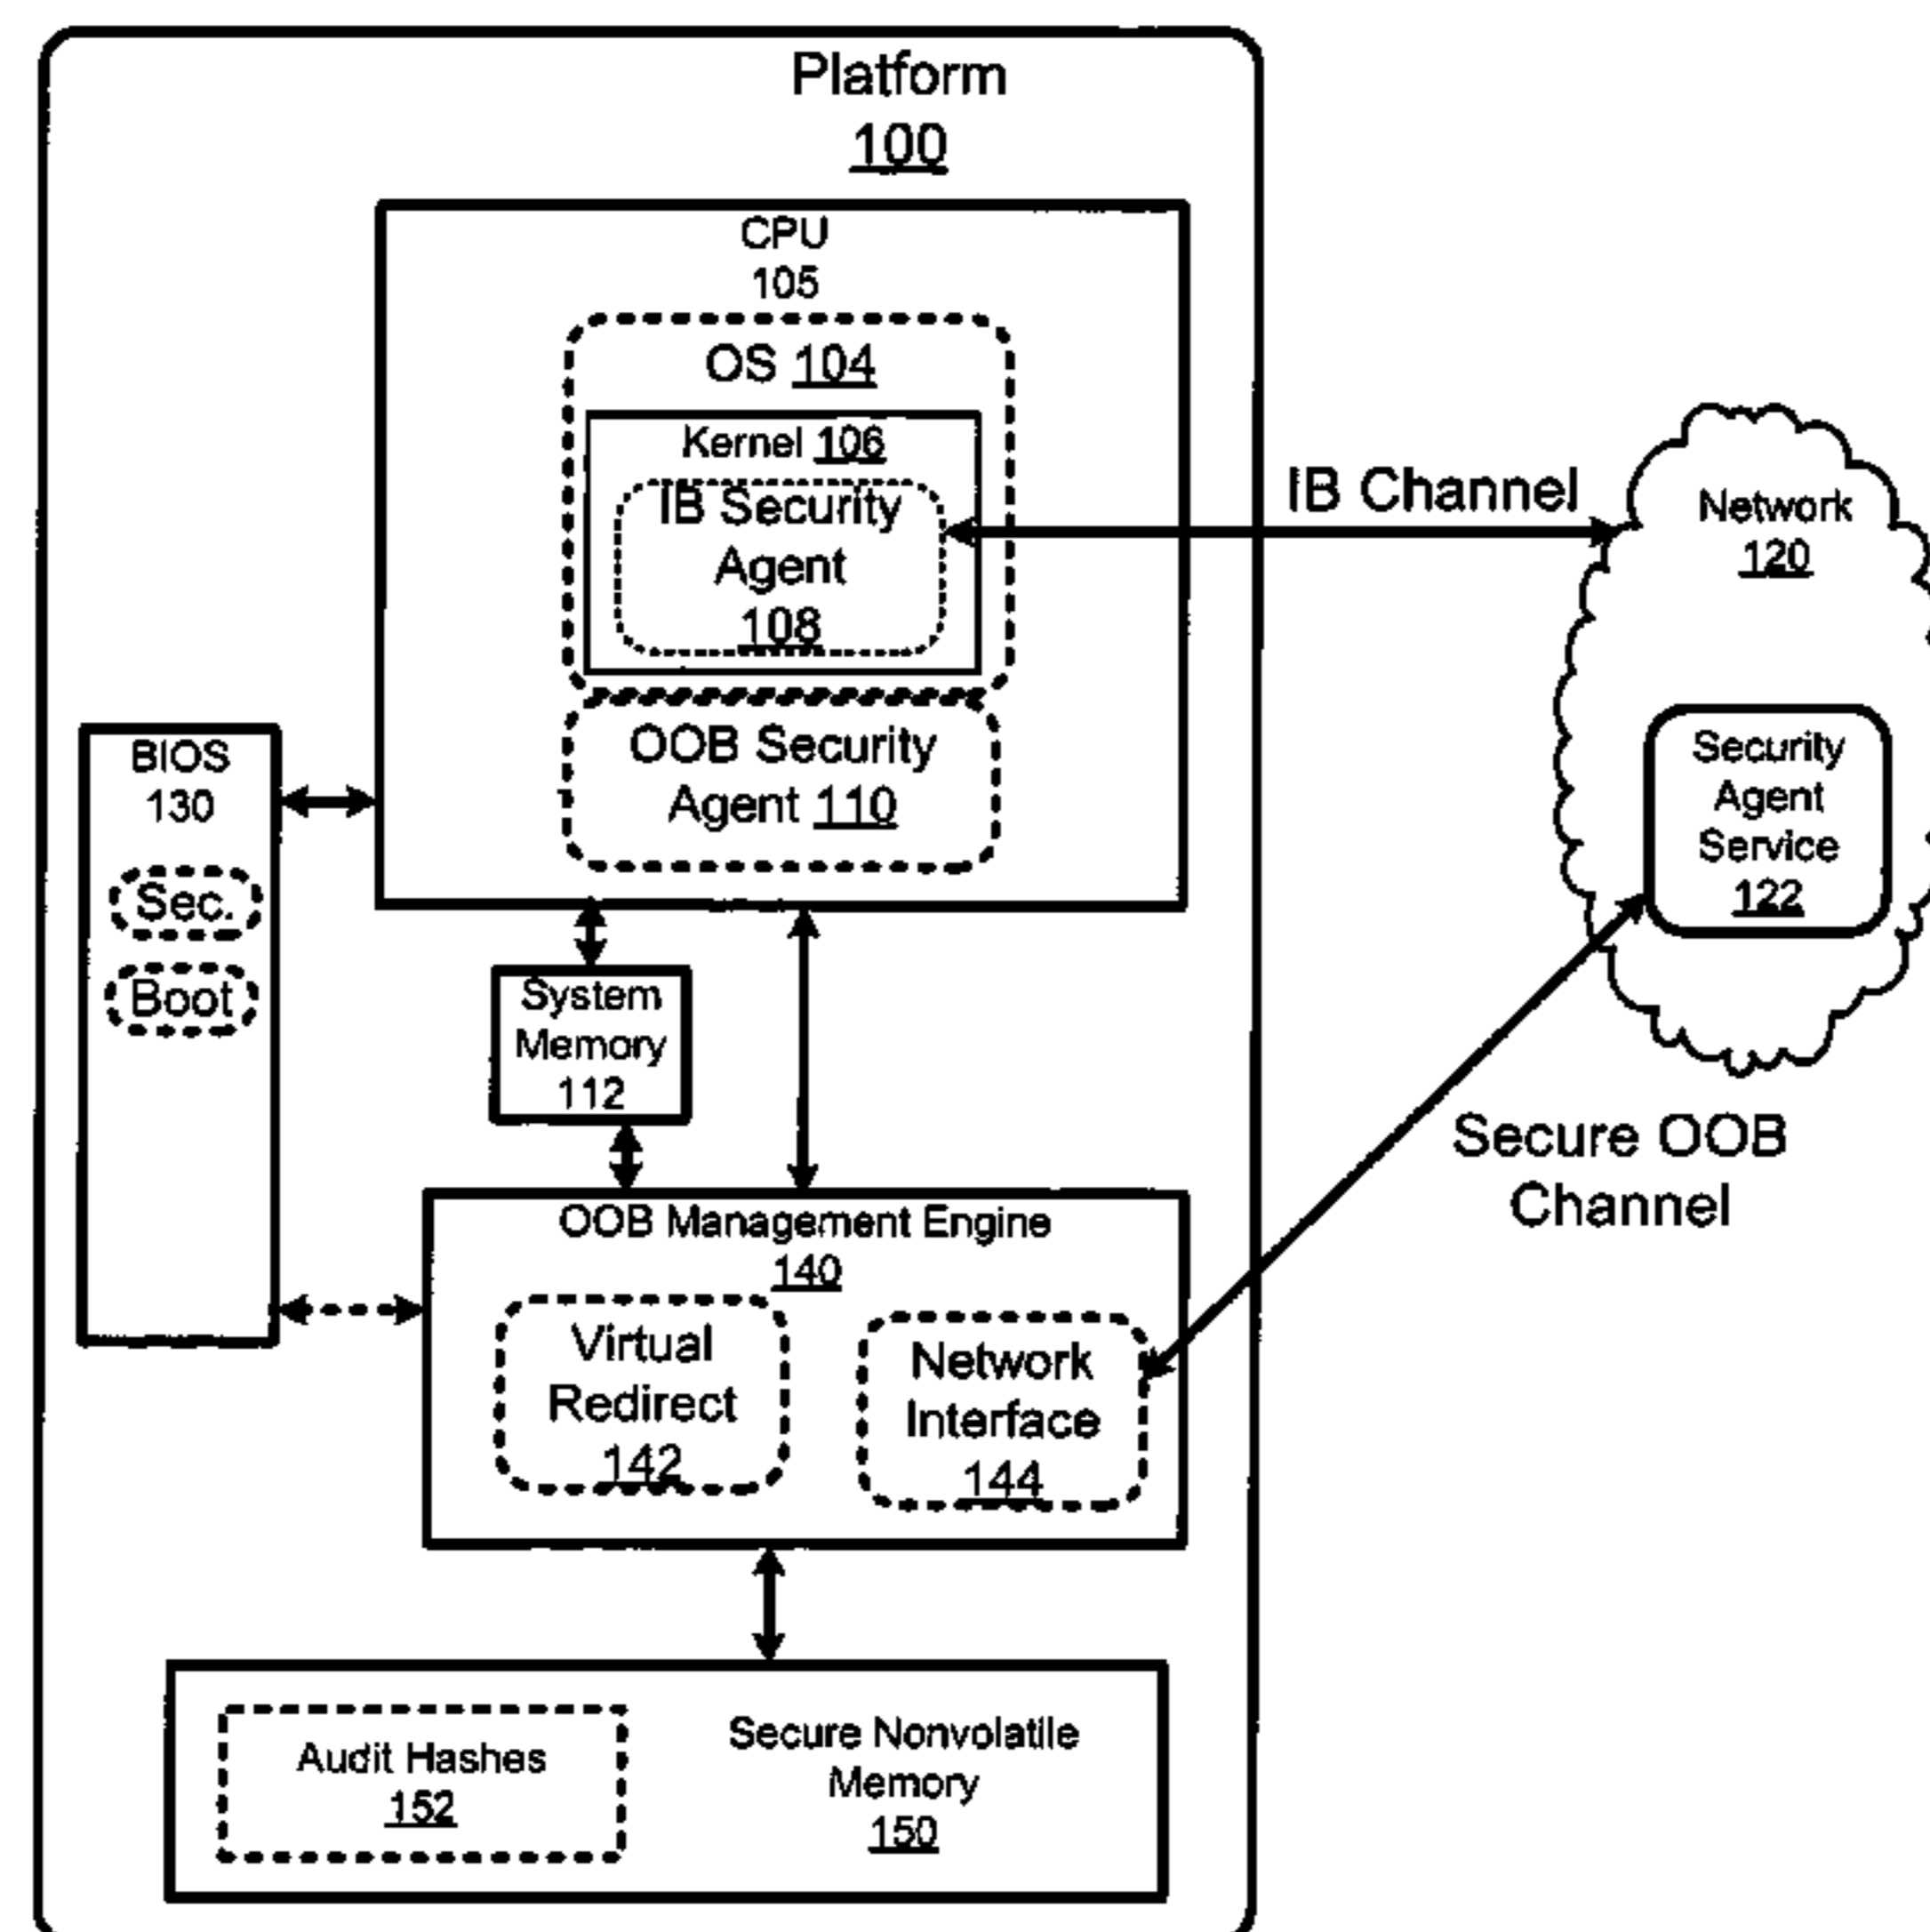 Platform
100
CPU
105
OS 104
Kernel 106
IB Security
Agent
108
OOB Security
Agent 110
IB Channel
Network
120
Security
Agent
Service
122
BIOS
130
Sec.
Boot
System
Memory
112
Secure OOB
Channel
OOB Management Engine
140
Virtual
Redirect
142
Network
Interface
144
Audit Hashes
152
Secure Nonvolatile
Memory
150